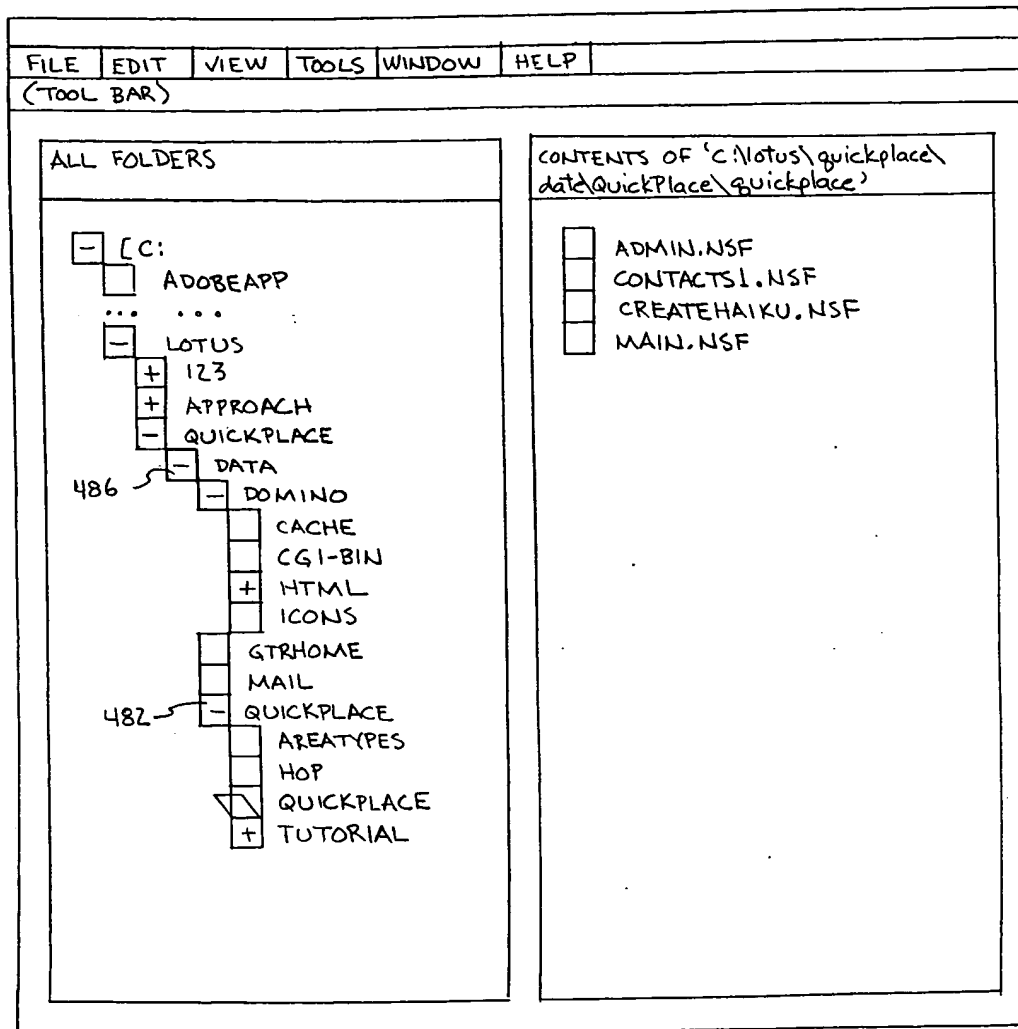 FILE EDIT VIEW TOOLS WINDOW HELP
(TOOL BAR)
ALL FOLDERS
[C:
ADOBEAPP
... ...
LOTUS
+ 123
+ APPROACH
QUICKPLACE
DATA
486
DOMINO
CACHE
CGI-BIN
+ HTML
ICONS
GTRHOME
MAIL
482
QUICKPLACE
AREATYPES
HOP
QUICKPLACE
+ TUTORIAL
CONTENTS OF 'C:\lotus\quickplace\
date\QuickPlace\quickplace'
ADMIN.NSF
CONTACTS1.NSF
CREATEHAIKU.NSF
MAIN.NSF